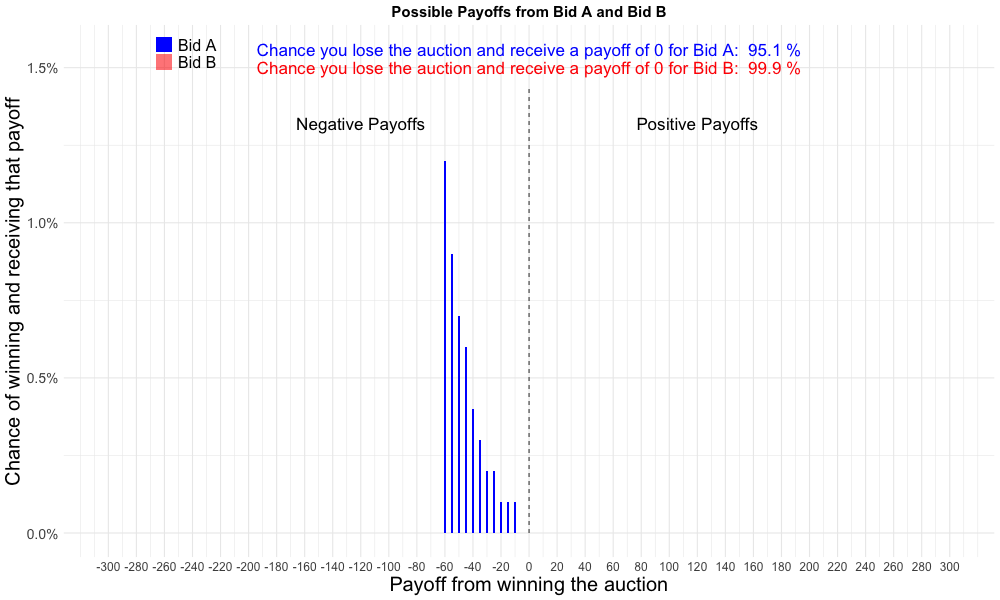 Possible Payoffs from Bid A and Bid B
Bid A
Bid B
Chance you lose the auction and receive a payoff of 0 for Bid A:  95.1 %
Chance you lose the auction and receive a payoff of 0 for Bid B:  99.9 %
Negative Payoffs
Positive Payoffs
Chance of winning and receiving that payoff
1.5%
1.0%
0.5%
0.0%
-300 -280 -260 -240 -220 -200 -180 -160 -140 -120 -100 -80 -60 -40 -20 0 20 40 60 80 100 120 140 160 180 200 220 240 260 280 300
Payoff from winning the auction